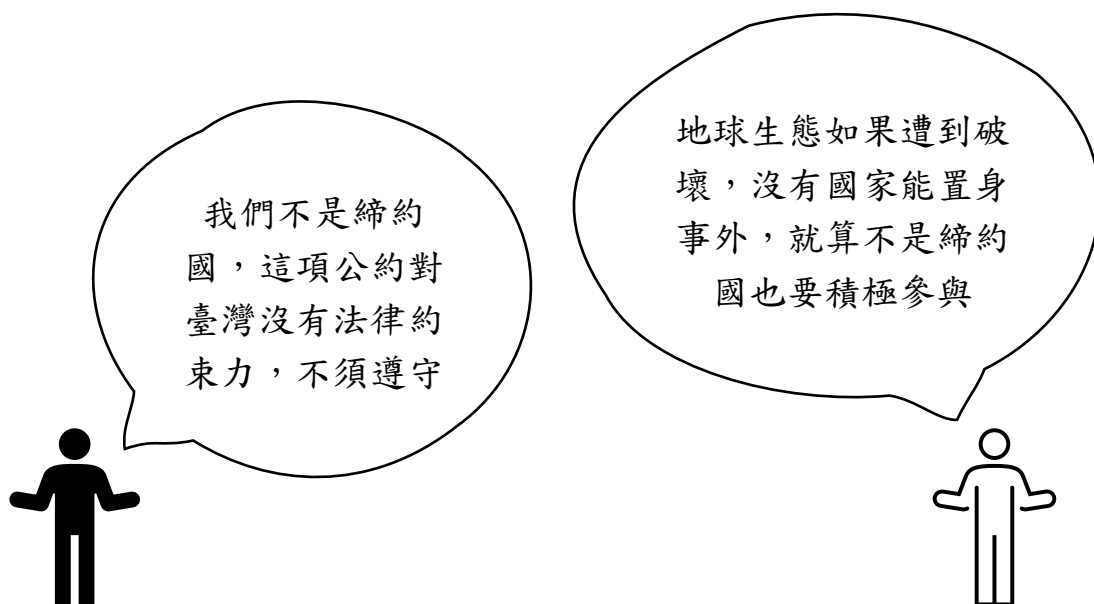 我們不是締約
國，這項公約對
臺灣沒有法律約
束力，不須遵守
地球生態如果遭到破
壞，沒有國家能置身
事外，就算不是締約
國也要積極參與